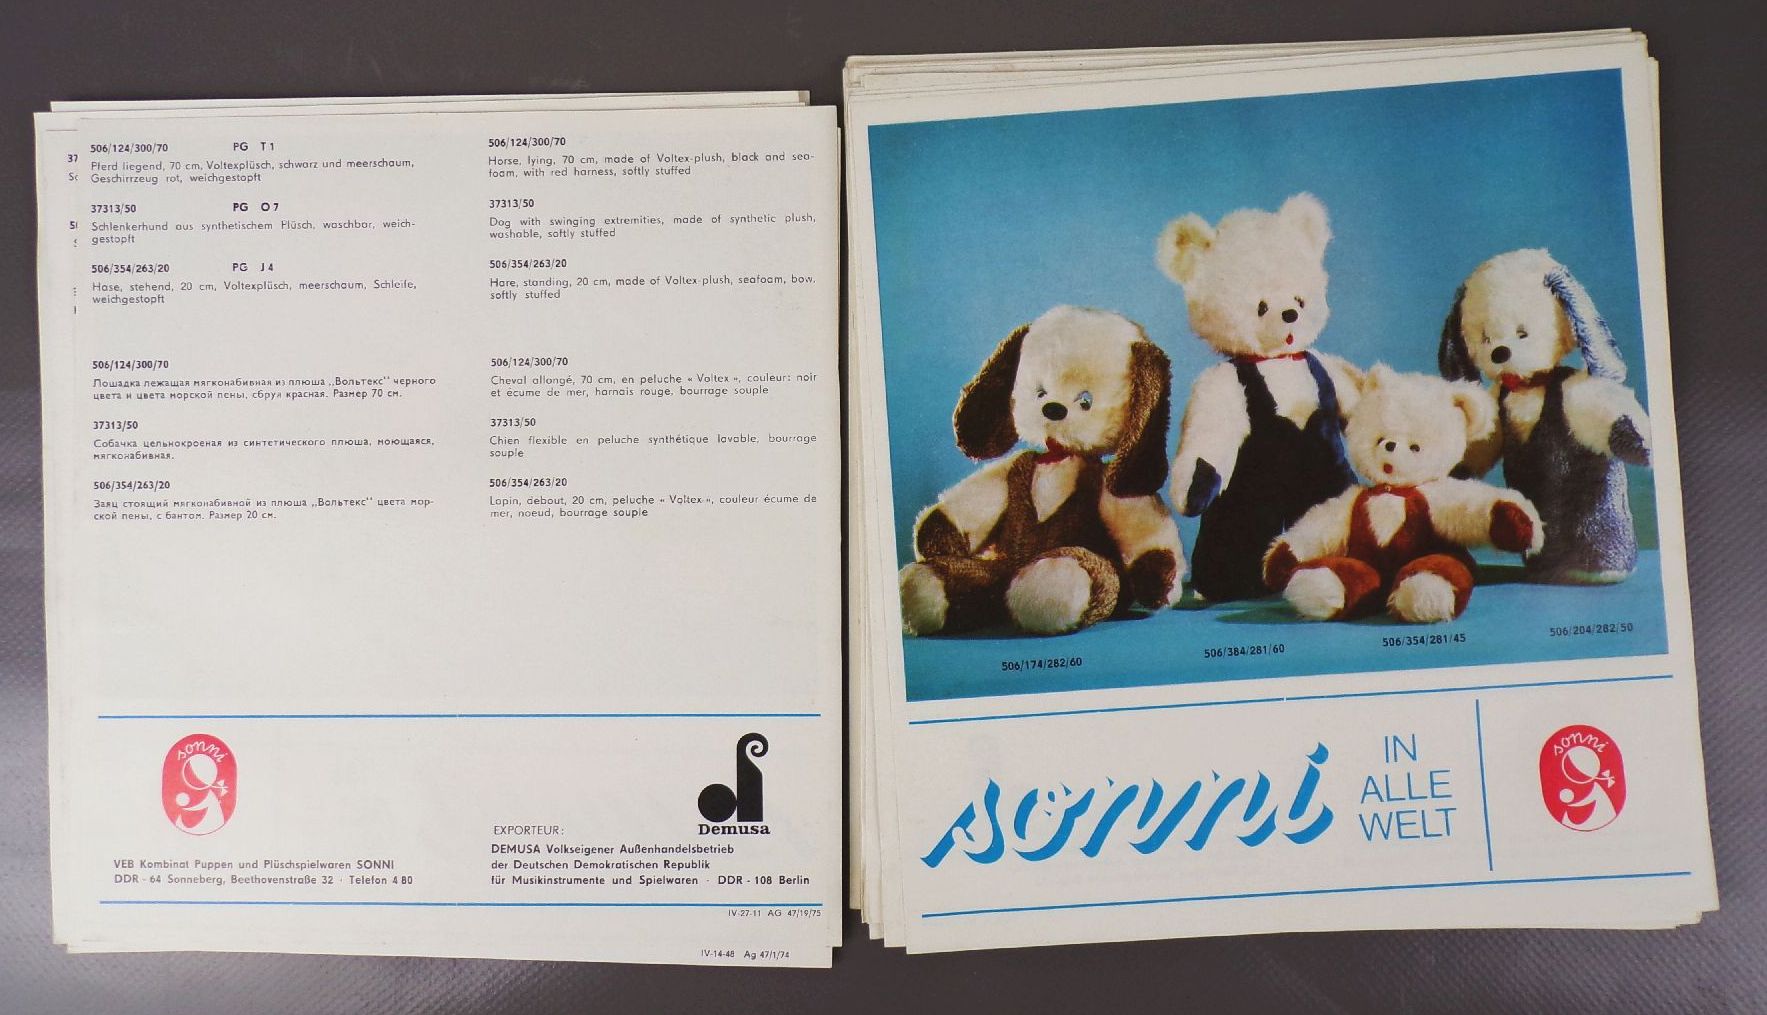 506/124/300/70 PG T 1
Pferd liegend, 70 cm, Voltexplüsch, schwarz und meerschaum,
Geschirrzeug rot, weichgestopft
37313/50 PG O 7
Schlenkerhund aus synthetischem Plüsch, waschbar, weich-
gestopft
506/354/263/20 PG J 4
Hase, stehend, 20 cm, Voltexplüsch, meerschaum, Schleife,
weichgestopft
506/124/300/70
Horse, lying, 70 cm, made of Voltex-plush, black and sea-
foam, with red harness, softly stuffed
37313/50
Dog with swinging extremities, made of synthetic plush,
washable, softly stuffed
506/354/263/20
Hare, standing, 20 cm, made of Voltex-plush, seafoam, bow,
softly stuffed
506/124/300/70
Лошадка лежащая мягконабивная из плюша „Вольтекс“ черного
цвета и цвета морской пены, сбруя красная. Размер 70 см.
37313/50
Собачка цельнокроеная из синтетического плюша, моющаяся,
мягконабивная.
506/354/263/20
Заяц стоящий мягконабивной из плюша „Вольтекс“ цвета мор-
ской пены, с бантом. Размер 20 см.
506/124/300/70
Cheval allongé, 70 cm, en peluche « Voltex », couleur: noir
et écume de mer, harnais rouge, bourrage souple
37313/50
Chien flexible en peluche synthétique lavable, bourrage
souple
506/354/263/20
Lapin, debout, 20 cm, peluche « Voltex », couleur écume de
mer, noeud, bourrage souple
sonni
VEB Kombinat Puppen und Plüschspielwaren SONNI
DDR - 64 Sonneberg, Beethovenstraße 32 · Telefon 4 80
Demusa
EXPORTEUR:
DEMUSA Volkseigener Außenhandelsbetrieb
der Deutschen Demokratischen Republik
für Musikinstrumente und Spielwaren · DDR - 108 Berlin
IV-27-11 AG 47/19/75
IV-14-48 Ag 47/1/74
37
506/174/282/60
506/384/281/60
506/354/281/45
506/204/282/50
sonni
IN
ALLE
WELT
sonni